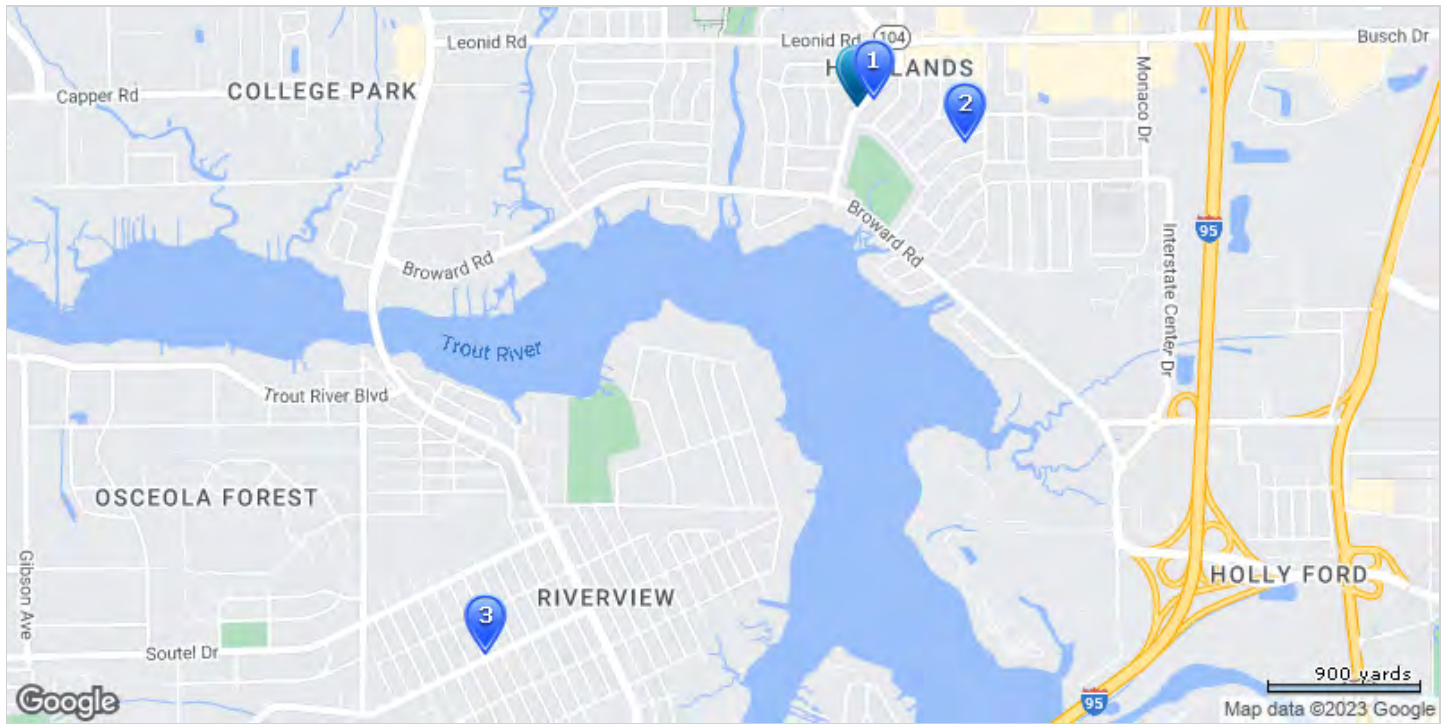 Leonid Rd
Leonid Rd
104
Busch Dr
1
H
LANDS
COLLEGE PARK
Capper Rd
2
Monaco Dr
Broward Rd
95
Broward Rd
Interstate Center Dr
Trout River
Trout River Blvd
OSCEOLA FOREST
Gibson Ave
HOLLY FORD
RIVERVIEW
3
Soutel Dr
900 yards
95
Google
Map data ©2023 Google